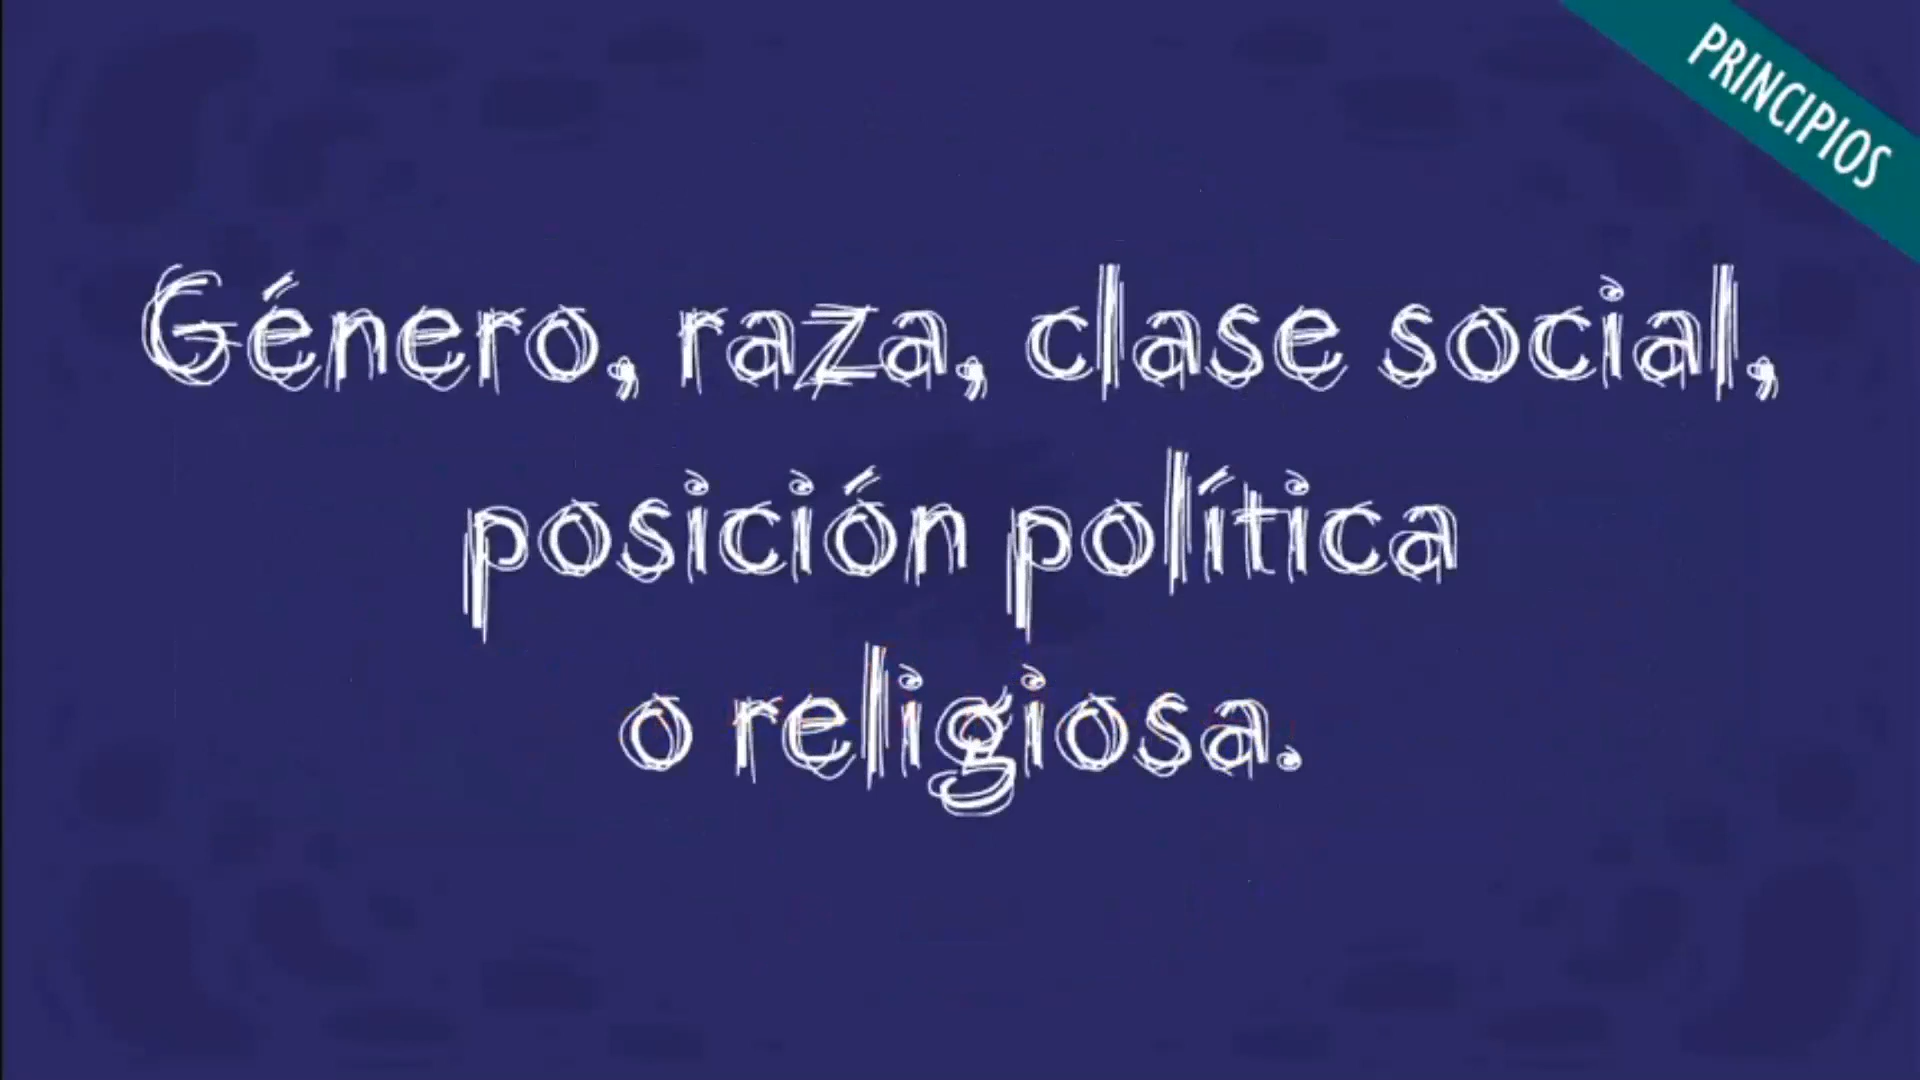 PRINCIPIOS
Género, raza, clase social,
posición política
o religiosa.